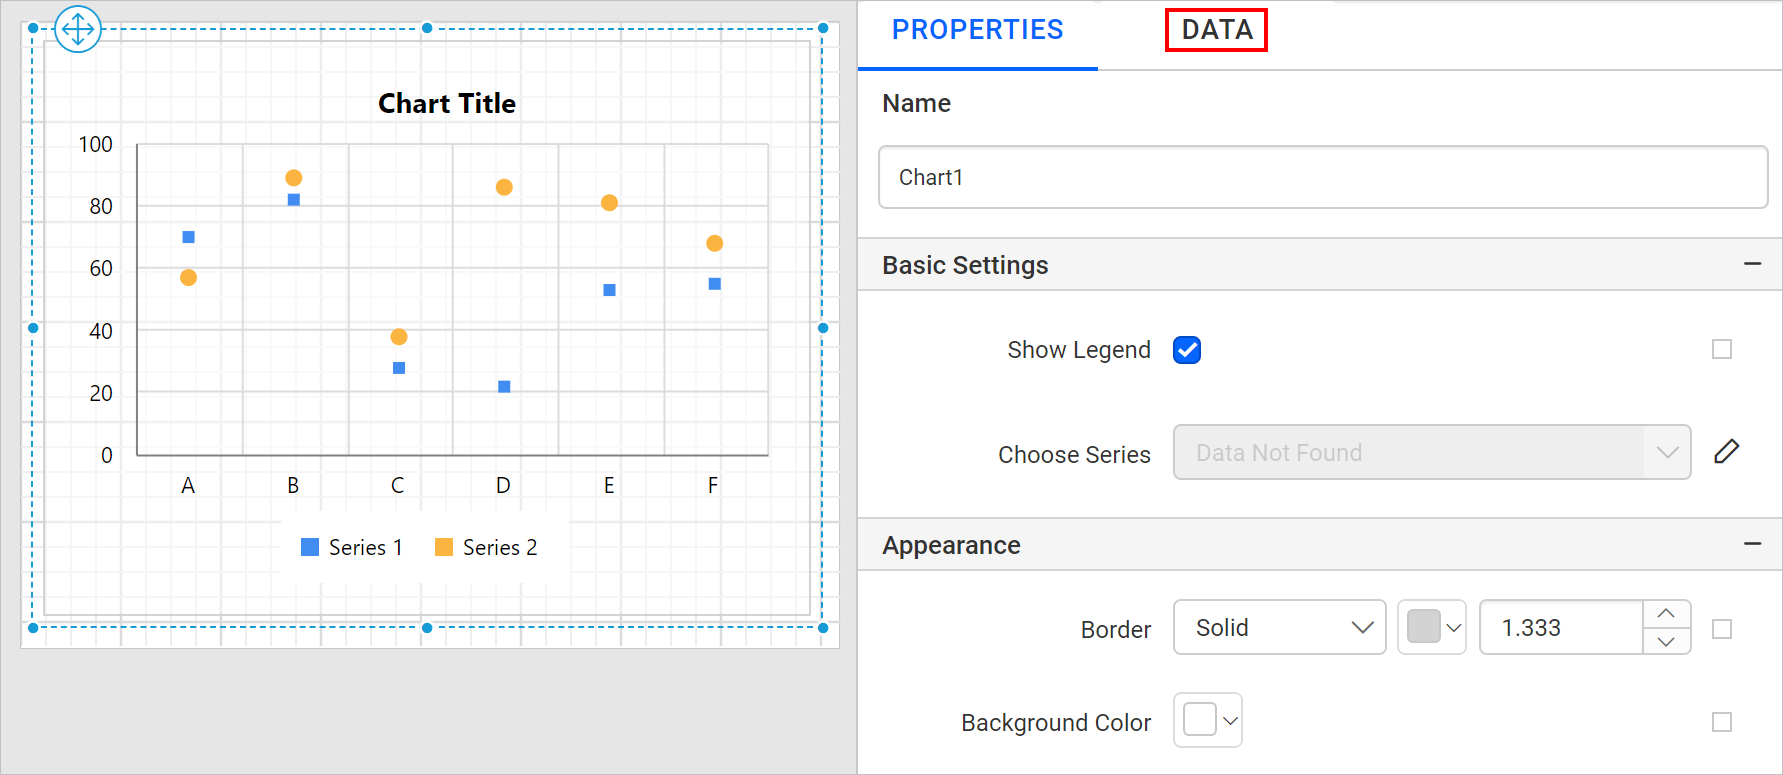 Chart Title
100
80
60
40
20
0
A B C D E F
Series 1 Series 2
PROPERTIES DATA
Name
Chart1
Basic Settings
Show Legend
Choose Series Data Not Found
Appearance
Border Solid 1.333
Background Color